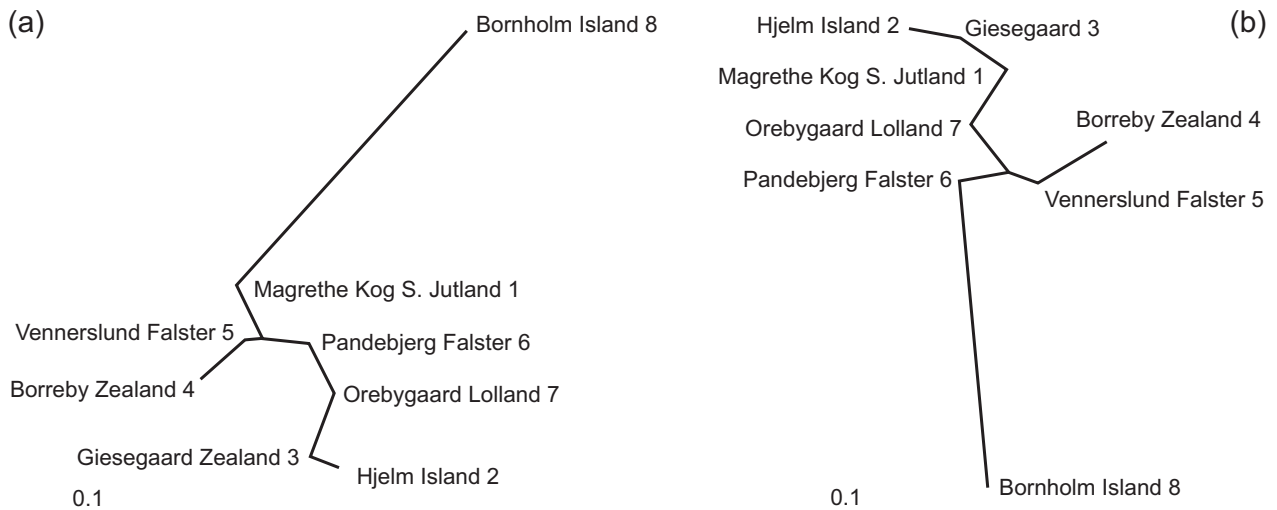 (a)
Bornholm Island 8
Magrethe Kog S. Jutland 1
Vennerslund Falster 5
Pandebjerg Falster 6
Borreby Zealand 4
Orebygaard Lolland 7
Giesegaard Zealand 3
Hjelm Island 2
0.1
(b)
Hjelm Island 2
Giesegaard 3
Magrethe Kog S. Jutland 1
Borreby Zealand 4
Orebygaard Lolland 7
Pandebjerg Falster 6
Vennerslund Falster 5
Bornholm Island 8
0.1